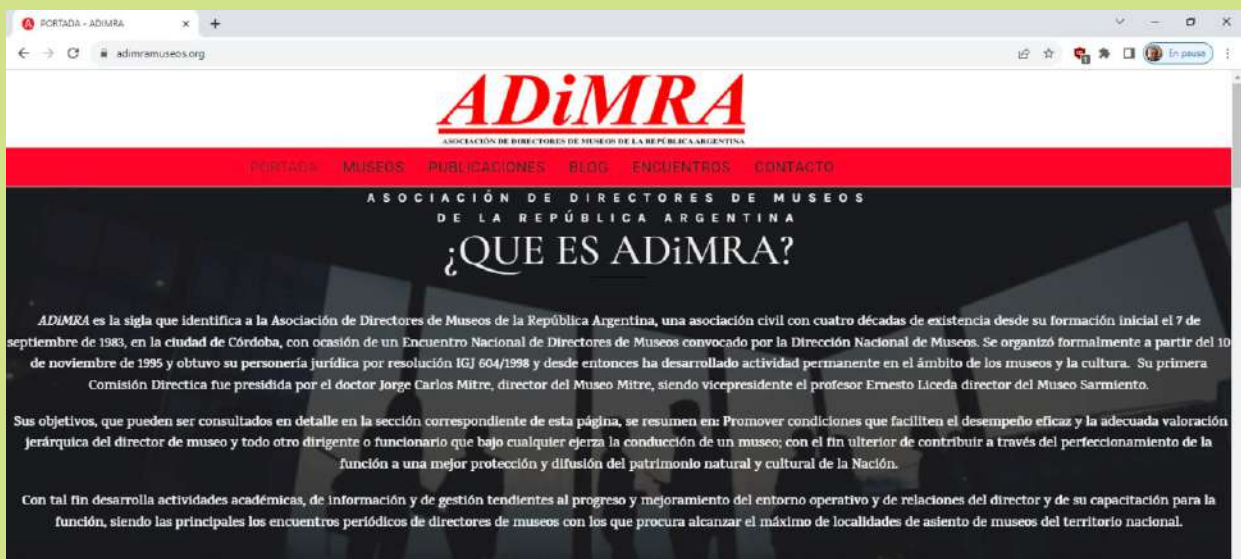 PORTADA - ADIMRA
adimramuseos.org
En pausa
ADiMRA
ASOCIACIÓN DE DIRECTORES DE MUSEOS DE LA REPÚBLICA ARGENTINA
PORTADA MUSEOS PUBLICACIONES BLOG ENCUENTROS CONTACTO
ASOCIACIÓN DE DIRECTORES DE MUSEOS
DE LA REPÚBLICA ARGENTINA
¿QUE ES ADiMRA?
ADiMRA es la sigla que identifica a la Asociación de Directores de Museos de la República Argentina, una asociación civil con cuatro décadas de existencia desde su formación inicial el 7 de
septiembre de 1983, en la ciudad de Córdoba, con ocasión de un Encuentro Nacional de Directores de Museos convocado por la Dirección Nacional de Museos. Se organizó formalmente a partir del 10
de noviembre de 1995 y obtuvo su personería jurídica por resolución IGJ 604/1998 y desde entonces ha desarrollado actividad permanente en el ámbito de los museos y la cultura. Su primera
Comisión Directica fue presidida por el doctor Jorge Carlos Mitre, director del Museo Mitre, siendo vicepresidente el profesor Ernesto Liceda director del Museo Sarmiento.
Sus objetivos, que pueden ser consultados en detalle en la sección correspondiente de esta página, se resumen en: Promover condiciones que faciliten el desempeño eficaz y la adecuada valoración
jerárquica del director de museo y todo otro dirigente o funcionario que bajo cualquier ejerza la conducción de un museo; con el fin ulterior de contribuir a través del perfeccionamiento de la
función a una mejor protección y difusión del patrimonio natural y cultural de la Nación.
Con tal fin desarrolla actividades académicas, de información y de gestión tendientes al progreso y mejoramiento del entorno operativo y de relaciones del director y de su capacitación para la
función, siendo las principales los encuentros periódicos de directores de museos con los que procura alcanzar el máximo de localidades de asiento de museos del territorio nacional.